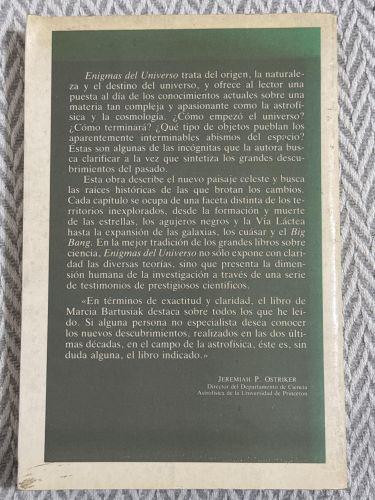 Enigmas del Universo trata del origen, la naturale-
za y el destino del universo, y ofrece al lector una
puesta al día de los conocimientos actuales sobre una
materia tan compleja y apasionante como la astrofí-
sica y la cosmología. ¿Cómo empezó el universo?
¿Cómo terminará? ¿Qué tipo de objetos pueblan los
aparentemente interminables abismos del espacio?
Éstas son algunas de las incógnitas que la autora bus-
ca clarificar a la vez que sintetiza los grandes descu-
brimientos del pasado.
Esta obra describe el nuevo paisaje celeste y busca
las raíces históricas de las que brotan los cambios.
Cada capítulo se ocupa de una faceta distinta de los te-
rritorios inexplorados, desde la formación y muerte
de las estrellas, los agujeros negros y la Vía Láctea
hasta la expansión de las galaxias, los cuásar y el Big
Bang. En la mejor tradición de los grandes libros sobre
ciencia, Enigmas del Universo no sólo expone con clari-
dad las diversas teorías, sino que presenta la dimen-
sión humana de la investigación a través de una serie
de testimonios de prestigiosos científicos.
«En términos de exactitud y claridad, el libro de
Marcia Bartusiak destaca sobre todos los que he leí-
do. Si alguna persona no especialista desea conocer
los nuevos descubrimientos, realizados en las dos últi-
mas décadas, en el campo de la astrofísica, éste es, sin
duda alguna, el libro indicado.»
JEREMIAH P. OSTRIKER
Director del Departamento de Ciencia
Astrofísica de la Universidad de Princeton